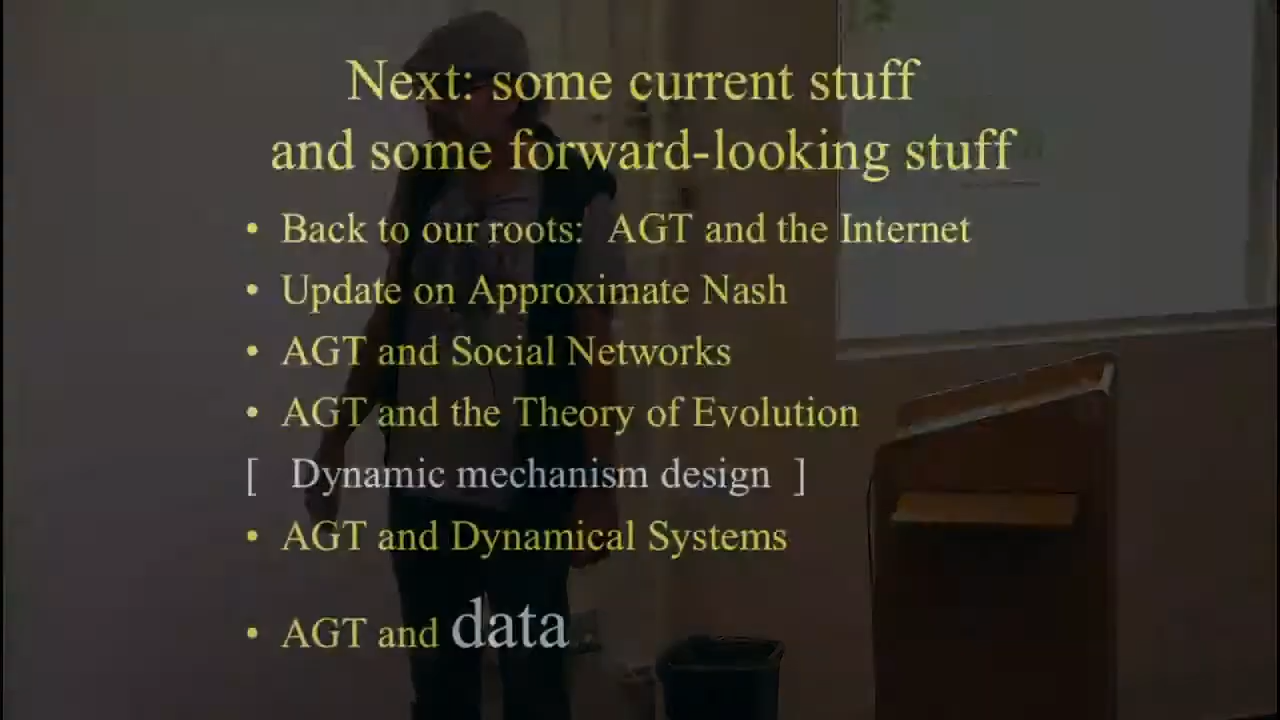 Next: some current stuff
and some forward-looking stuff
• Back to our roots: AGT and the Internet
• Update on Approximate Nash
• AGT and Social Networks
• AGT and the Theory of Evolution
[ Dynamic mechanism design ]
• AGT and Dynamical Systems
• AGT and data